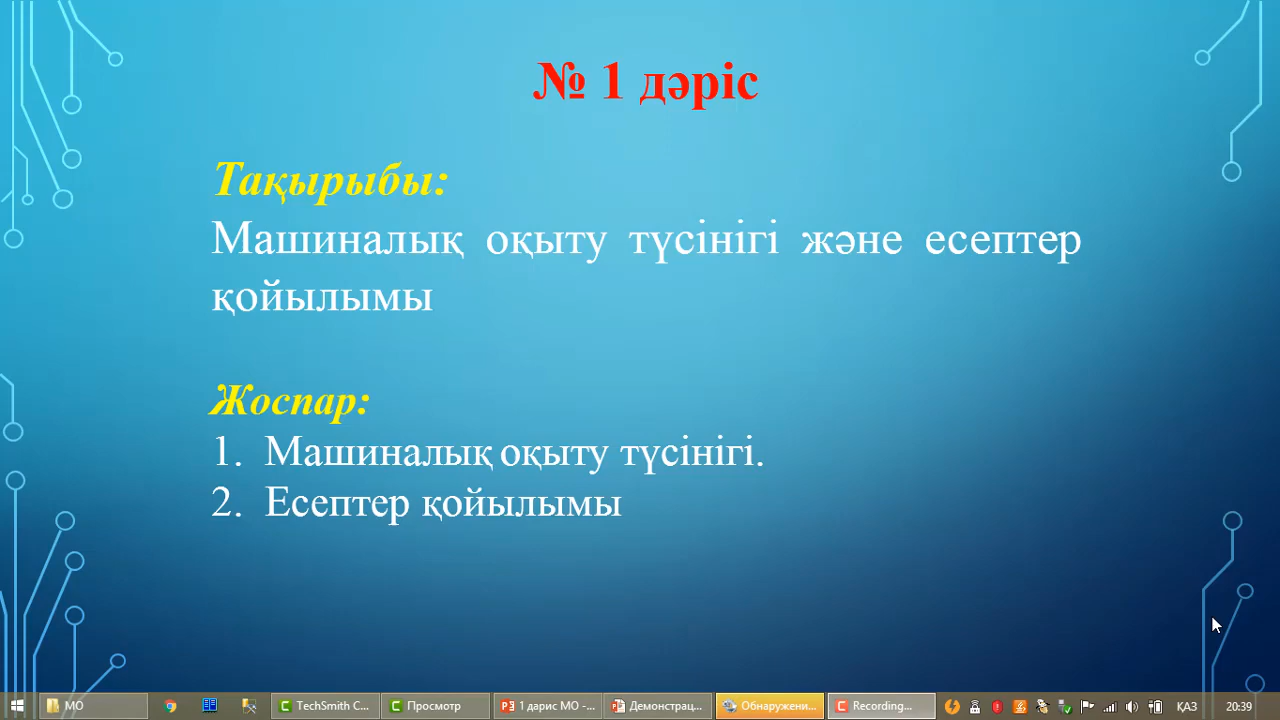 № 1 дәріс
Тақырыбы:
Машиналық оқыту түсінігі және есептер
қойылымы
Жоспар:
1. Машиналық оқыту түсінігі.
2. Есептер қойылымы
МО
TechSmith C...
Просмотр
1 дарис МО -...
Демонстрац...
Обнаружени...
Recording...
ҚАЗ
20:39